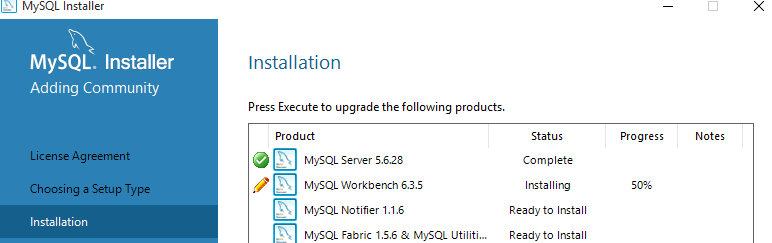 MySQL Installer
MySQL. Installer
Adding Community
License Agreement
Choosing a Setup Type
Installation
Installation
Press Execute to upgrade the following products.
Product Status Progress Notes
MySQL Server 5.6.28 Complete
MySQL Workbench 6.3.5 Installing 50%
MySQL Notifier 1.1.6 Ready to Install
MySQL Fabric 1.5.6 & MySQL Utiliti... Ready to Install